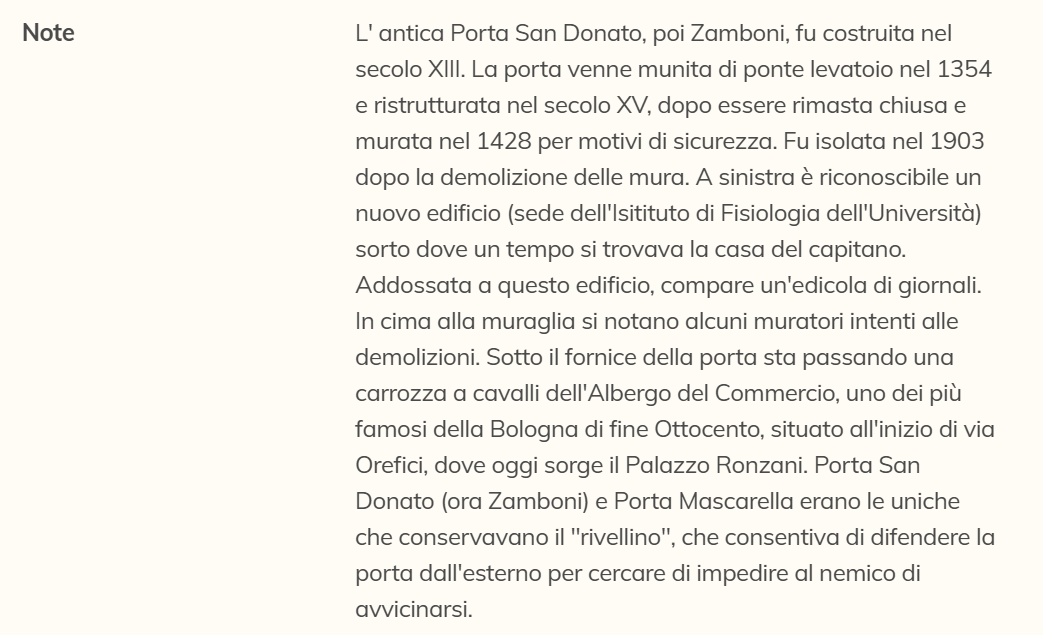 Note
L' antica Porta San Donato, poi Zamboni, fu costruita nel
secolo XIII. La porta venne munita di ponte levatoio nel 1354
e ristrutturata nel secolo XV, dopo essere rimasta chiusa e
murata nel 1428 per motivi di sicurezza. Fu isolata nel 1903
dopo la demolizione delle mura. A sinistra è riconoscibile un
nuovo edificio (sede dell'Isitituto di Fisiologia dell'Università)
sorto dove un tempo si trovava la casa del capitano.
Addossata a questo edificio, compare un'edicola di giornali.
In cima alla muraglia si notano alcuni muratori intenti alle
demolizioni. Sotto il fornice della porta sta passando una
carrozza a cavalli dell'Albergo del Commercio, uno dei più
famosi della Bologna di fine Ottocento, situato all'inizio di via
Orefici, dove oggi sorge il Palazzo Ronzani. Porta San
Donato (ora Zamboni) e Porta Mascarella erano le uniche
che conservavano il "rivellino", che consentiva di difendere la
porta dall'esterno per cercare di impedire al nemico di
avvicinarsi.